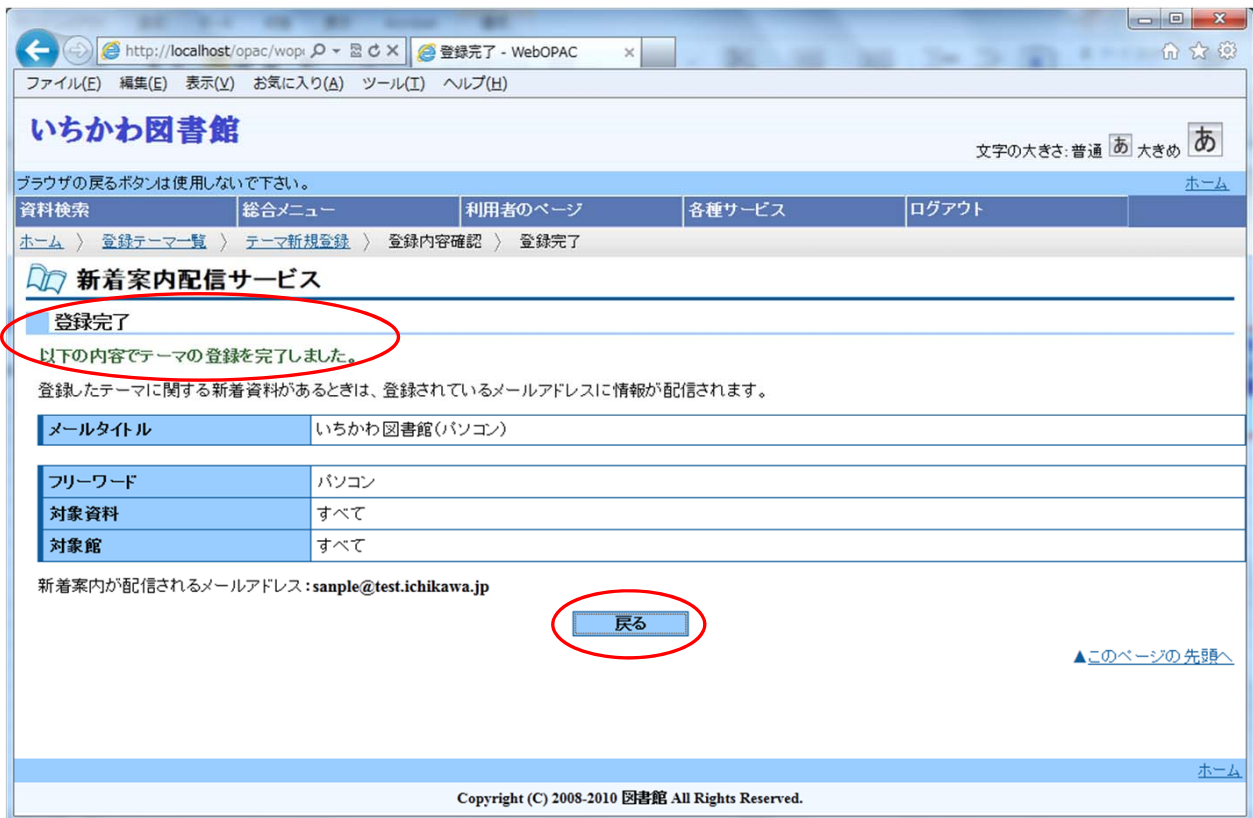 http://localhost/opac/wop
登録完了 - WebOPAC
ファイル(F) 編集(E) 表示(V) お気に入り(A) ツール(T) ヘルプ(H)
いちかわ図書館
文字の大きさ:普通 あ 大きめ あ
ブラウザの戻るボタンは使用しないで下さい。 ホーム
資料検索 総合メニュー 利用者のページ 各種サービス ログアウト
ホーム 〉 登録テーマ一覧 〉 テーマ新規登録 〉 登録内容確認 〉 登録完了
新着案内配信サービス
登録完了
以下の内容でテーマの登録を完了しました。
登録したテーマに関する新着資料があるときは、登録されているメールアドレスに情報が配信されます。
メールタイトル いちかわ図書館(パソコン)
フリーワード パソコン
対象資料 すべて
対象館 すべて
新着案内が配信されるメールアドレス:sanple@test.ichikawa.jp
戻る
▲このページの先頭へ
ホーム
Copyright (C) 2008-2010 図書館 All Rights Reserved.